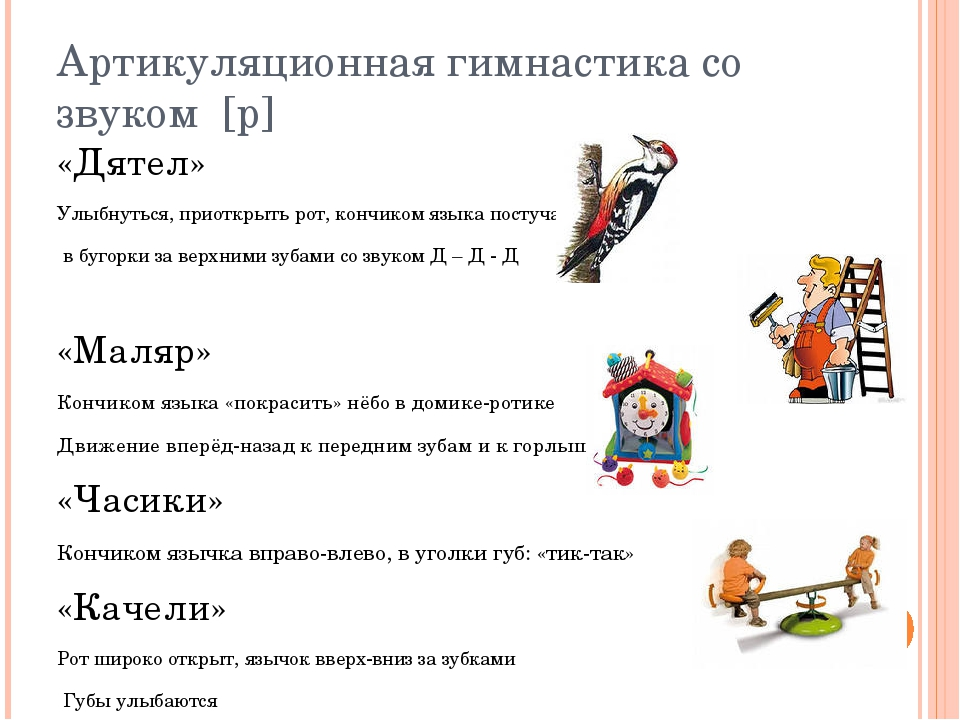 Артикуляционная гимнастика со
звуком [р]
«Дятел»
Улыбнуться, приоткрыть рот, кончиком языка постуча
в бугорки за верхними зубами со звуком Д – Д - Д
«Маляр»
Кончиком языка «покрасить» нёбо в домике-ротике
Движение вперёд-назад к передним зубам и к горлыш
«Часики»
Кончиком язычка вправо-влево, в уголки губ: «тик-так»
«Качели»
Рот широко открыт, язычок вверх-вниз за зубками
Губы улыбаются